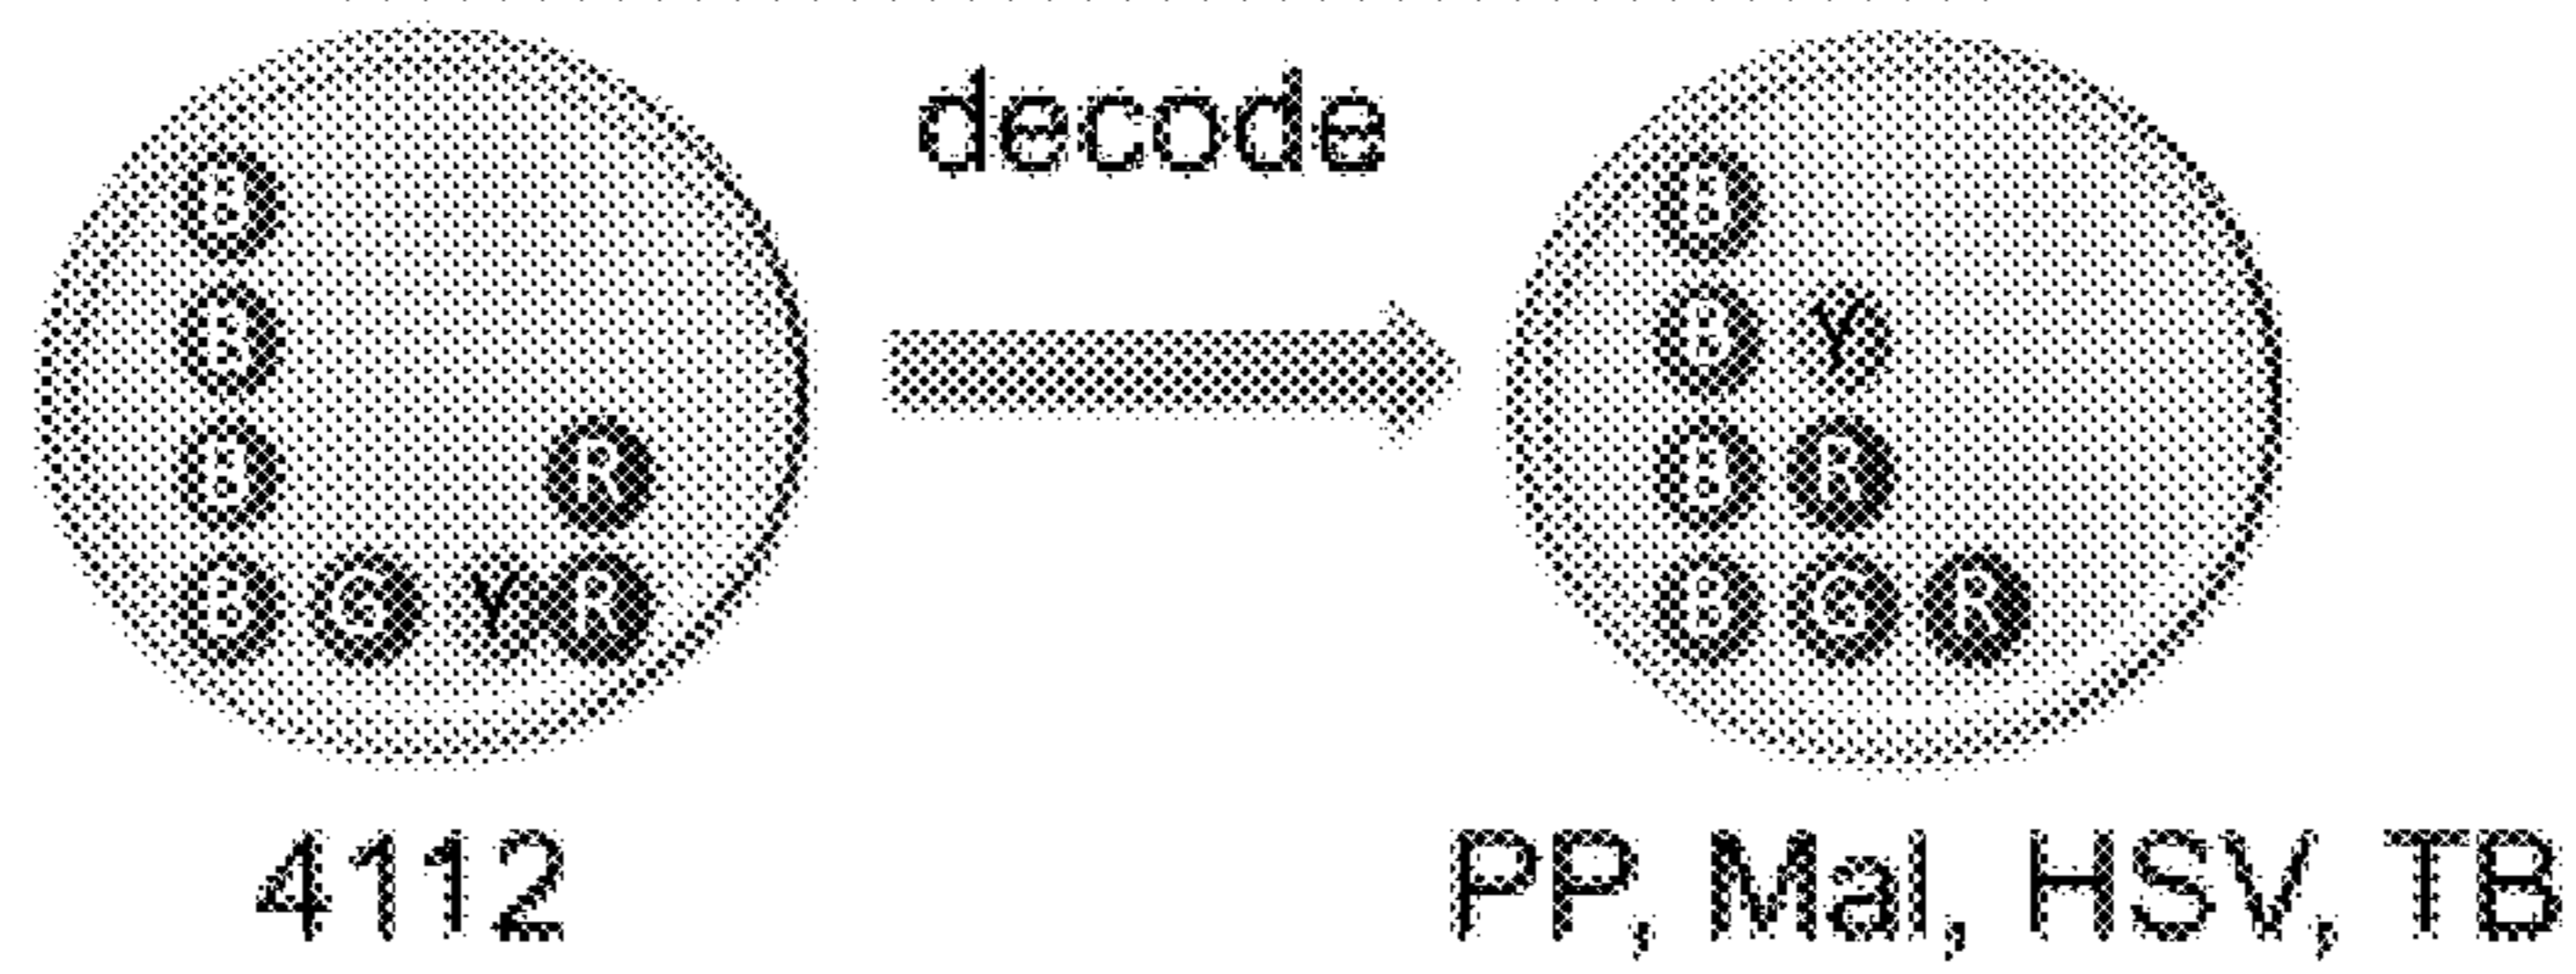 decode
B
B
B R
B G Y R
B
B Y
B R
B G R
4112
PP, Mal, HSV, TB